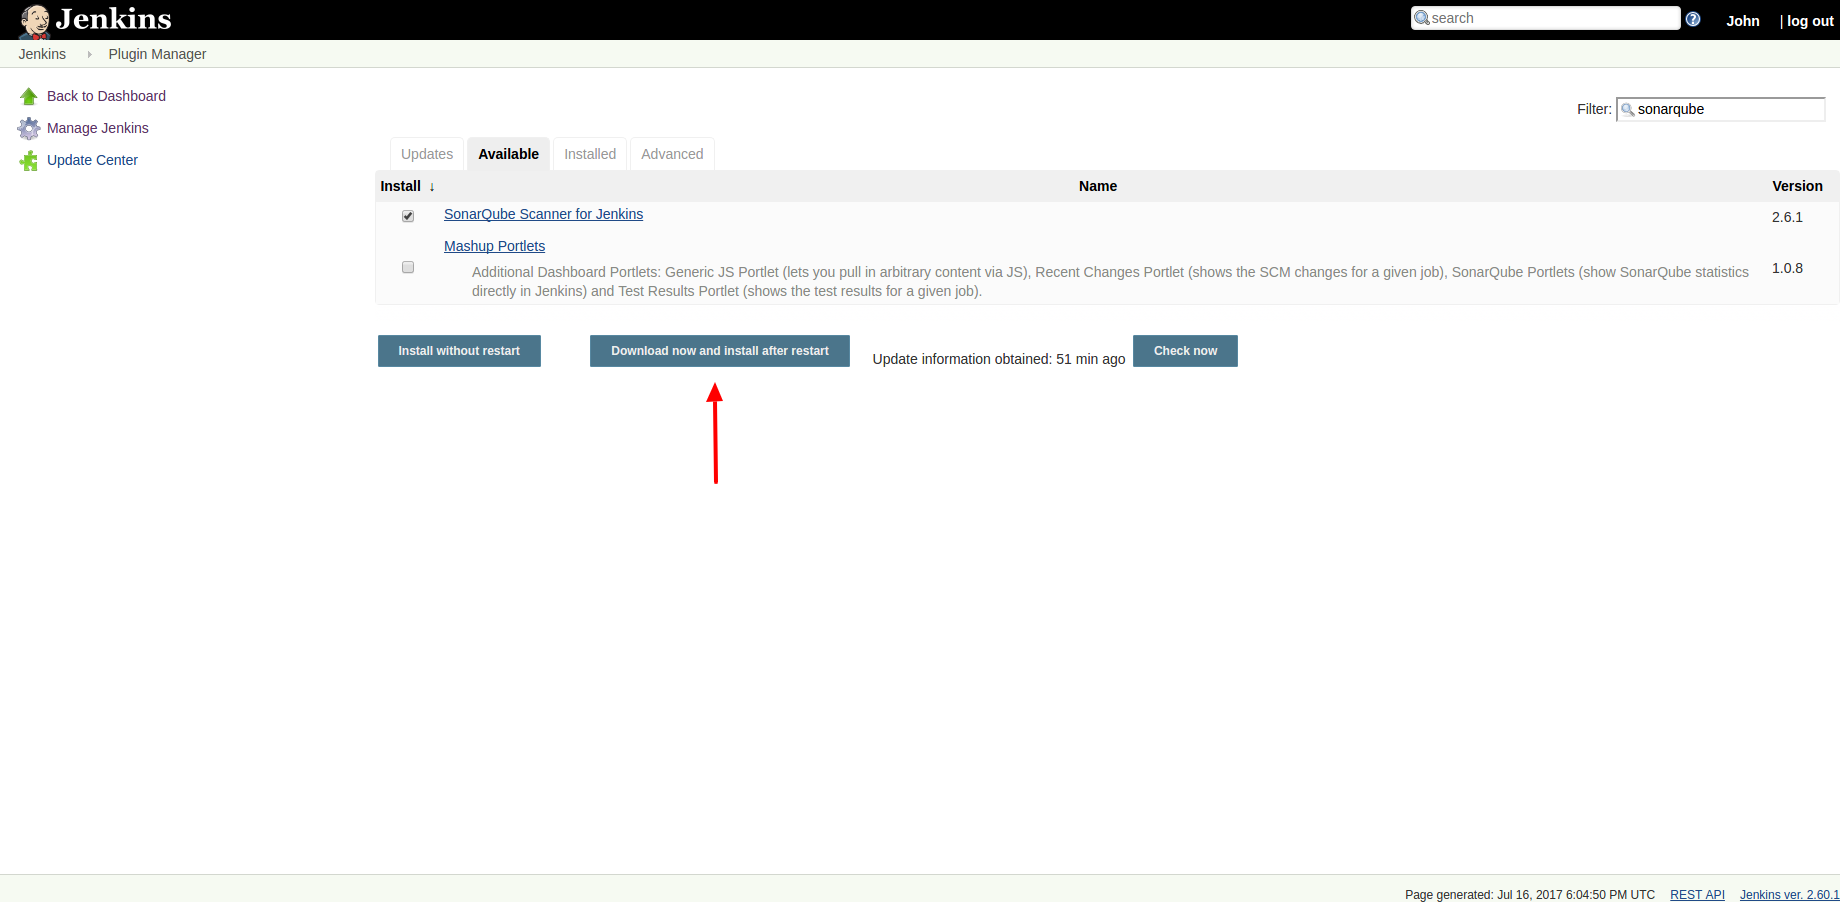 Jenkins
search
John | log out
Jenkins Plugin Manager
Back to Dashboard
Manage Jenkins
Update Center
Filter: sonarqube
Updates Available Installed Advanced
Install ↓ Name Version
SonarQube Scanner for Jenkins 2.6.1
Mashup Portlets
Additional Dashboard Portlets: Generic JS Portlet (lets you pull in arbitrary content via JS), Recent Changes Portlet (shows the SCM changes for a given job), SonarQube Portlets (show SonarQube statistics
directly in Jenkins) and Test Results Portlet (shows the test results for a given job).
1.0.8
Install without restart Download now and install after restart Update information obtained: 51 min ago Check now
Page generated: Jul 16, 2017 6:04:50 PM UTC REST API Jenkins ver. 2.60.1